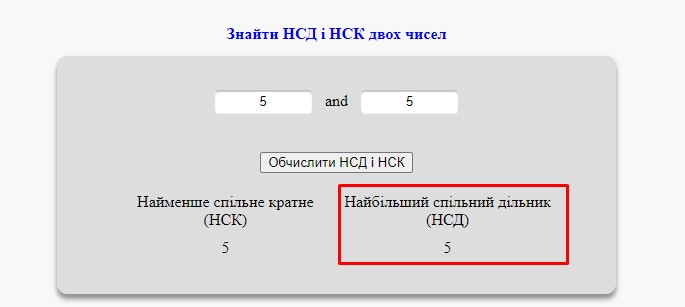 Знайти НСД і НСК двох чисел
5 and 5
Обчислити НСД і НСК
Найменше спільне кратне
(НСК)
5
Найбільший спільний дільник
(НСД)
5